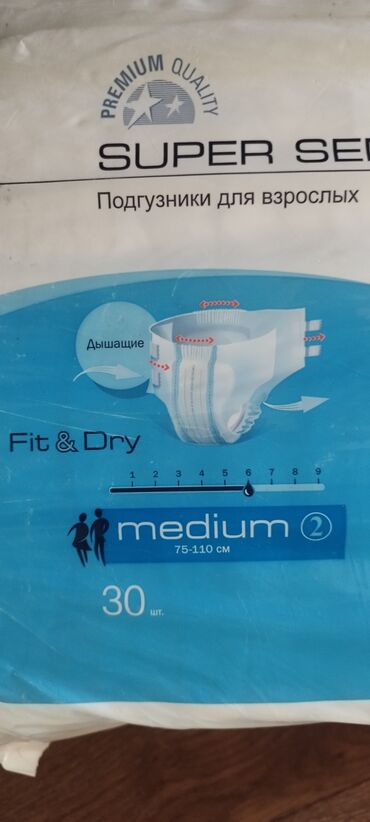 PREMIUM QUALITY
SUPER
Подгузники для взрослых
Дышащие
Fit & Dry
1 2 3 4 5 6 7 8 9
medium 2
75-110 см
30 шт.